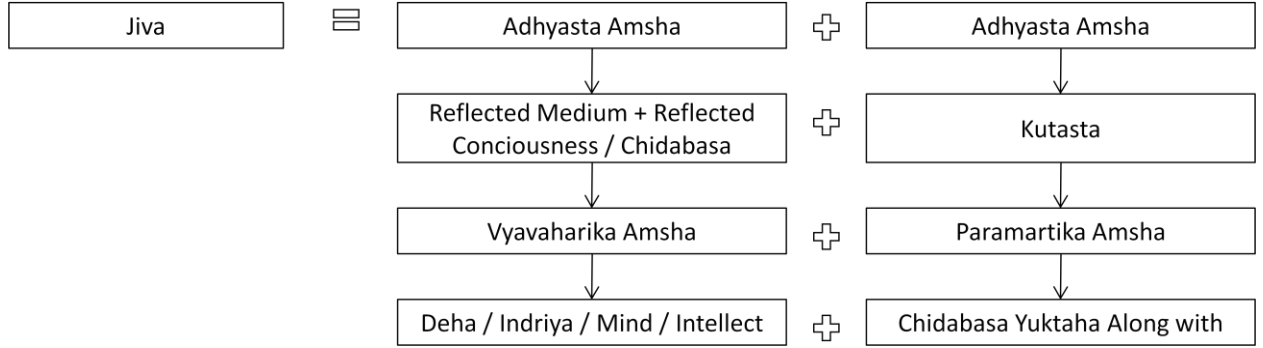 Jiva
Adhyasta Amsha
Adhyasta Amsha
Reflected Medium + Reflected
Conciousness / Chidabasa
Kutasta
Vyavaharika Amsha
Paramartika Amsha
Deha / Indriya / Mind / Intellect
Chidabasa Yuktaha Along with